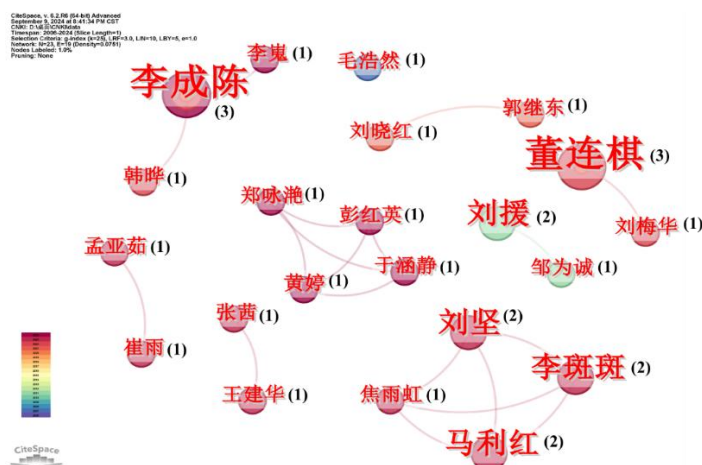 CiteSpace, v. 6.2.R6 (64-bit) Advanced
September 9, 2024 at 8:41:34 PM CST
Timespan: 2006-2024 (Slice Length=1)
Selection Criteria: g-index (k=25), LRF=3.0, L/N=10, LBY=5, e=1.0
Network: N=23, E=19 (Density=0.0751)
Nodes Labeled: 1.0%
Pruning: None
李嵬 (1)
毛浩然 (1)
李成陈 (3)
郭继东 (1)
刘晓红 (1)
董连棋 (3)
韩晔 (1)
郑咏滟 (1)
彭红英 (1)
刘援 (2)
刘梅华 (1)
孟亚茹 (1)
于涵静 (1)
邹为诚 (1)
黄婷 (1)
张茜 (1)
刘坚 (2)
崔雨 (1)
李斑斑 (2)
王建华 (1)
焦雨虹 (1)
马利红 (2)
CiteSpace